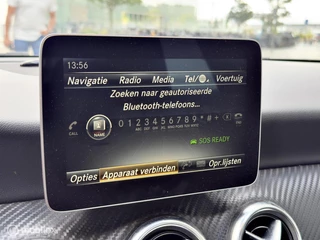 13:56
Navigatie Radio Media Tel/ Voertuig
Zoeken naar geautoriseerde
Bluetooth-telefoons...
0 1 2 3 4 5 6 7 8 9 * # +
CALL NAME
SOS READY
Opties Apparaat verbinden Opr.lijsten